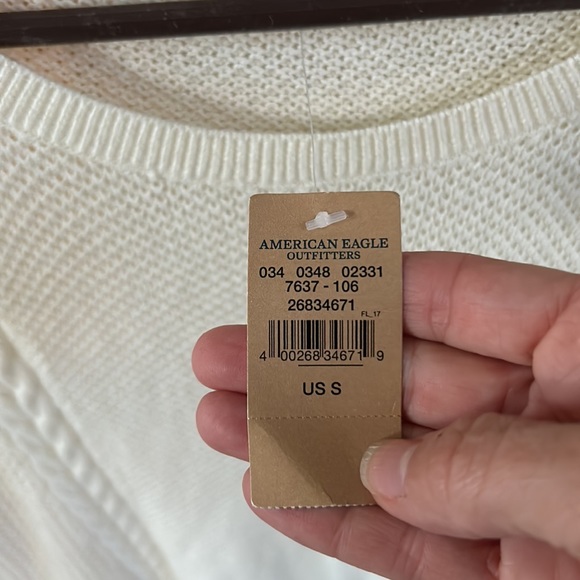 AMERICAN EAGLE
OUTFITTERS
034 0348 02331
7637 - 106
26834671
FL_17
4 00268 34671 9
US S